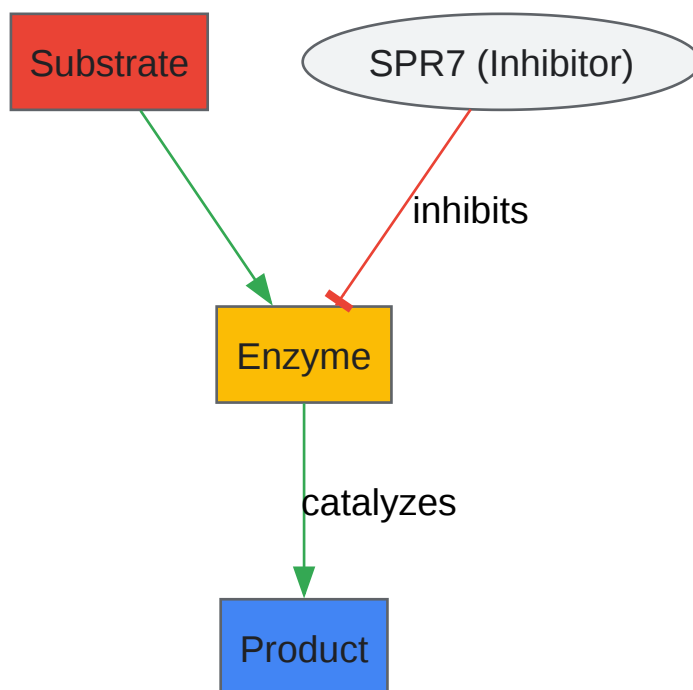 Substrate
SPR7 (Inhibitor)
inhibits
Enzyme
catalyzes
Product